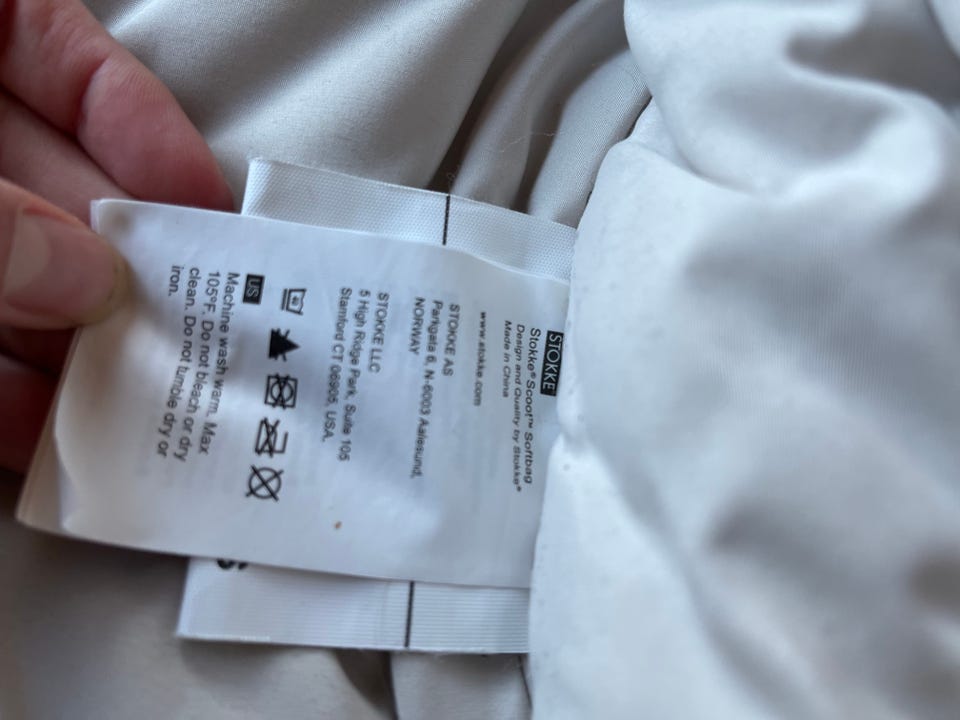 STOKKE
Stokke® Scoot™ Softbag
Design and Quality by Stokke®
Made in China
www.stokke.com
STOKKE AS
Parkgata 6, N-6003 Aalesund,
NORWAY
STOKKE LLC
5 High Ridge Park, Suite 105
Stamford CT 06905, USA.
US
Machine wash warm. Max
105°F. Do not bleach or dry
clean. Do not tumble dry or
iron.